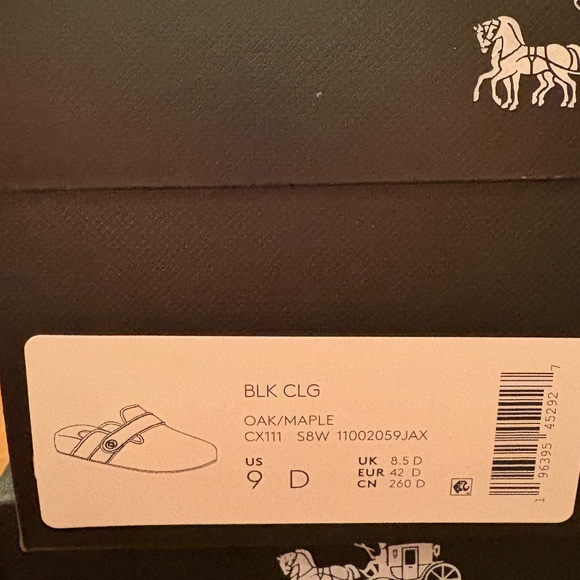 BLK CLG
OAK/MAPLE
CX111 S8W 11002059JAX
US
9 D
UK 8.5 D
EUR 42 D
CN 260 D
1 96395 45292 7